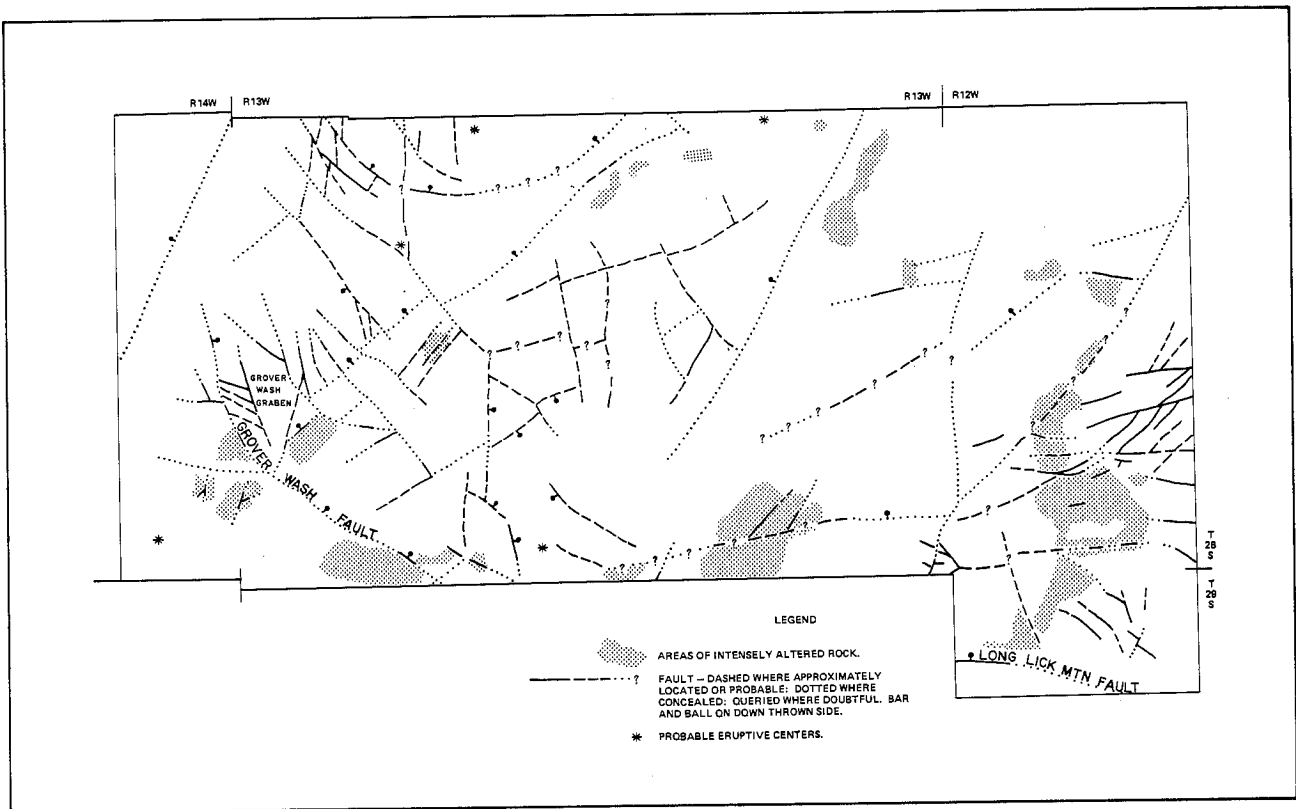 R14W R13W
R13W R12W
GROVER
WASH
GRABEN
GROVER WASH FAULT
T
28
S
T
29
S
LONG LICK MTN FAULT
LEGEND
AREAS OF INTENSELY ALTERED ROCK.
? FAULT – DASHED WHERE APPROXIMATELY
LOCATED OR PROBABLE: DOTTED WHERE
CONCEALED: QUERIED WHERE DOUBTFUL. BAR
AND BALL ON DOWN THROWN SIDE.
* PROBABLE ERUPTIVE CENTERS.